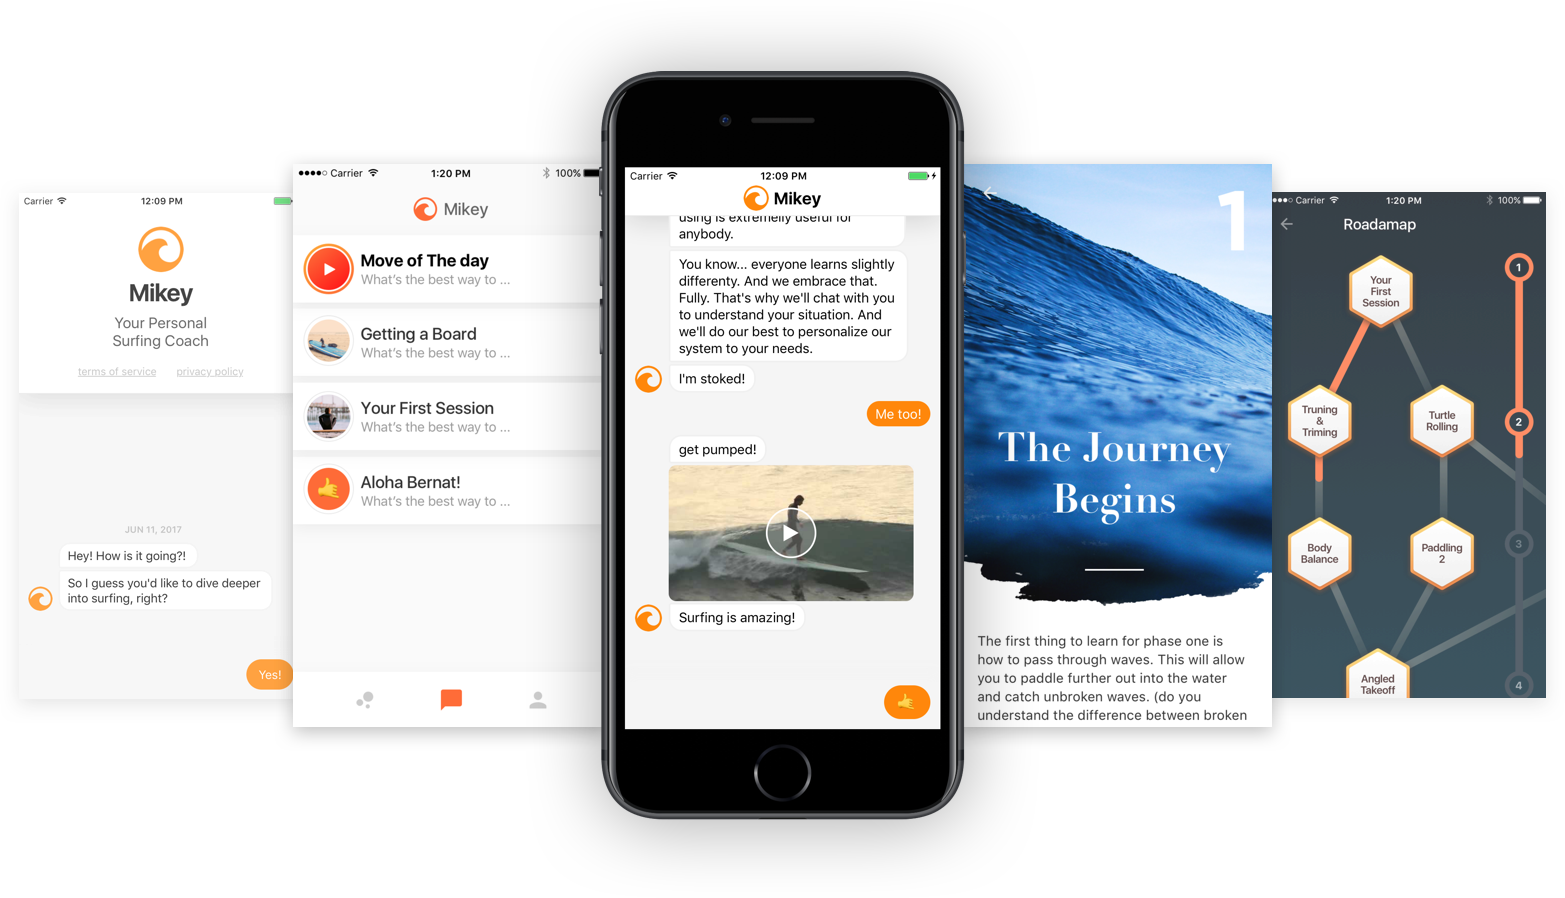 Carrier 12:09 PM
Mikey
Your Personal
Surfing Coach
terms of service privacy policy
JUN 11, 2017
Hey! How is it going?!
So I guess you'd like to dive deeper
into surfing, right?
Yes!
Carrier 1:20 PM 100%
Mikey
Move of The day
What's the best way to ...
Getting a Board
What's the best way to ...
Your First Session
What's the best way to ...
Aloha Bernat!
What's the best way to ...
Carrier 12:09 PM
Mikey
using is extremelly useful for
anybody.
You know... everyone learns slightly
differenty. And we embrace that.
Fully. That's why we'll chat with you
to understand your situation. And
we'll do our best to personalize our
system to your needs.
I'm stoked!
Me too!
get pumped!
Surfing is amazing!
1
The Journey
Begins
The first thing to learn for phase one is
how to pass through waves. This will allow
you to paddle further out into the water
and catch unbroken waves. (do you
understand the difference between broken
Carrier 1:20 PM 100%
Roadamap
1
Your
First
Session
Truning
&
Triming
Turtle
Rolling
2
Body
Balance
Paddling
2
3
Angled
Takeoff
4